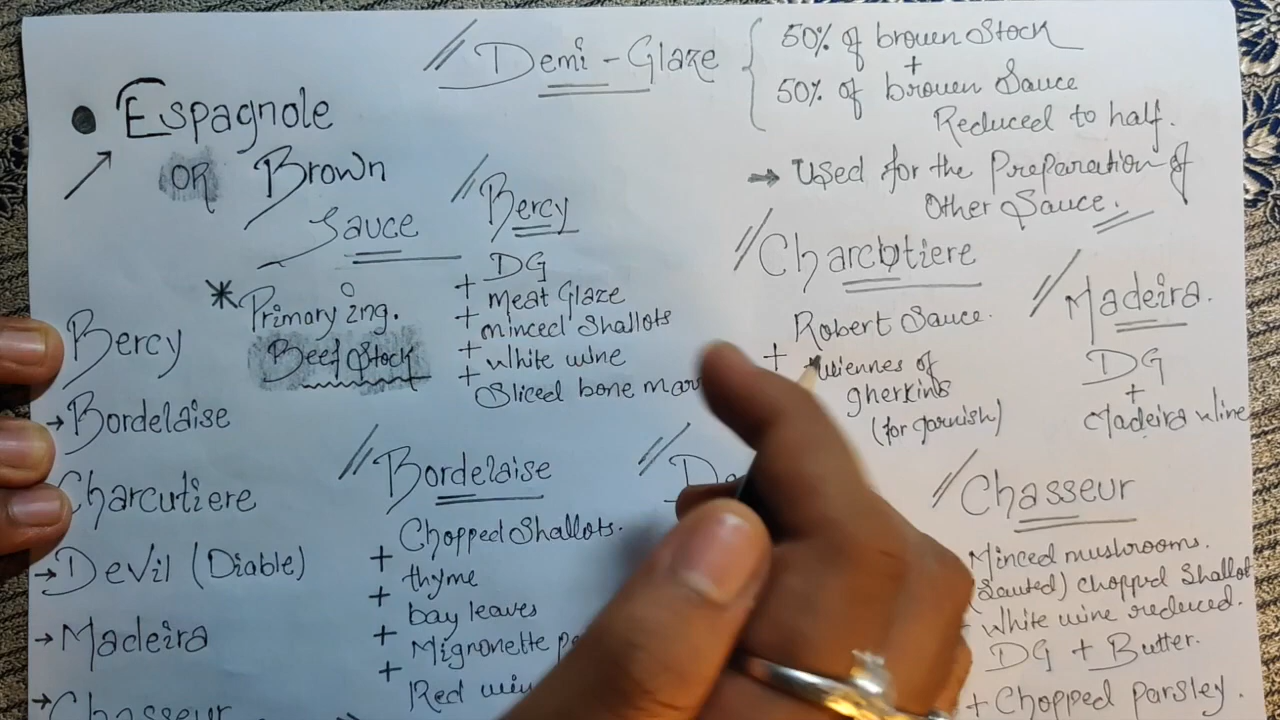 Demi-Glaze
50% of brown Stock
+
50% of brown Sauce
Reduced to half.
Used for the Preparation of
Other Sauce.
Espagnole
OR Brown
Sauce
* Primary ing.
Beef Stock
Bercy
→ Bordelaise
Charcutiere
→ Devil (Diable)
→ Madeira
→ Chasseur
Bercy
DG
+ meat Glaze
+ minced Shallots
+ White wine
+ Sliced bone
Charcutiere
Robert Sauce.
+
gherkins
(for garnish)
Madeira.
DG
+
Madeira wine
Bordelaise
Chopped Shallots.
+ thyme
+ bay leaves
+ Mignonette
+ Red
Chasseur
Minced mushrooms.
(Sauted) Chopped Shallot
White wine reduced.
DG + Butter.
+ Chopped parsley.